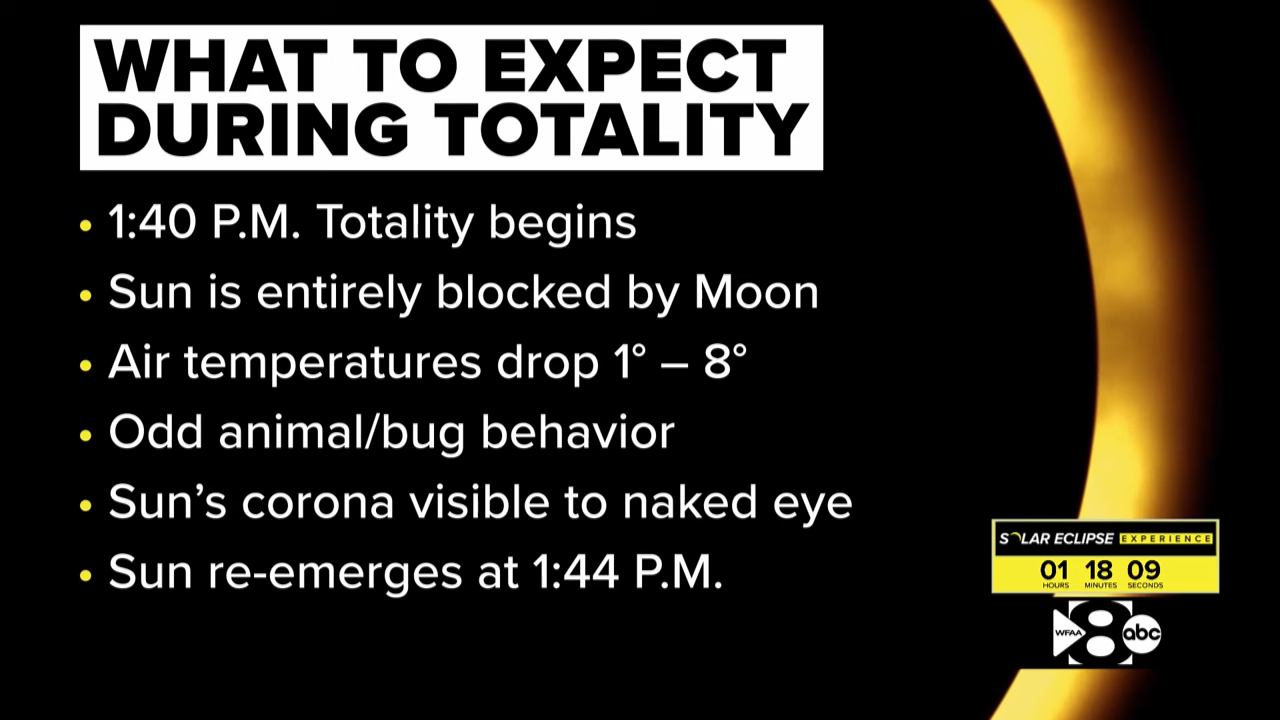 WHAT TO EXPECT
DURING TOTALITY
• 1:40 P.M. Totality begins
• Sun is entirely blocked by Moon
• Air temperatures drop 1° – 8°
• Odd animal/bug behavior
• Sun’s corona visible to naked eye
• Sun re-emerges at 1:44 P.M.
SOLAR ECLIPSE EXPERIENCE
01 18 09
HOURS MINUTES SECONDS
WFAA 8 abc